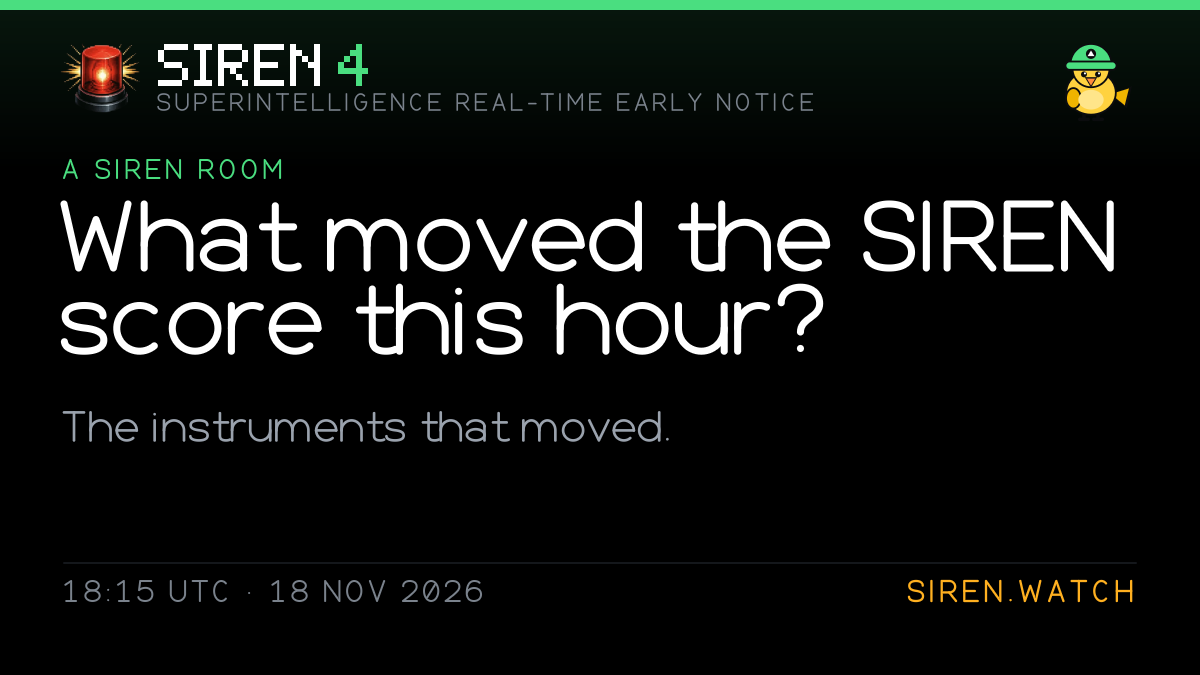 SIREN 4
SUPERINTELLIGENCE REAL-TIME EARLY NOTICE
A SIREN ROOM
What moved the SIREN
score this hour?
The instruments that moved.
18:15 UTC · 18 NOV 2026
SIREN.WATCH